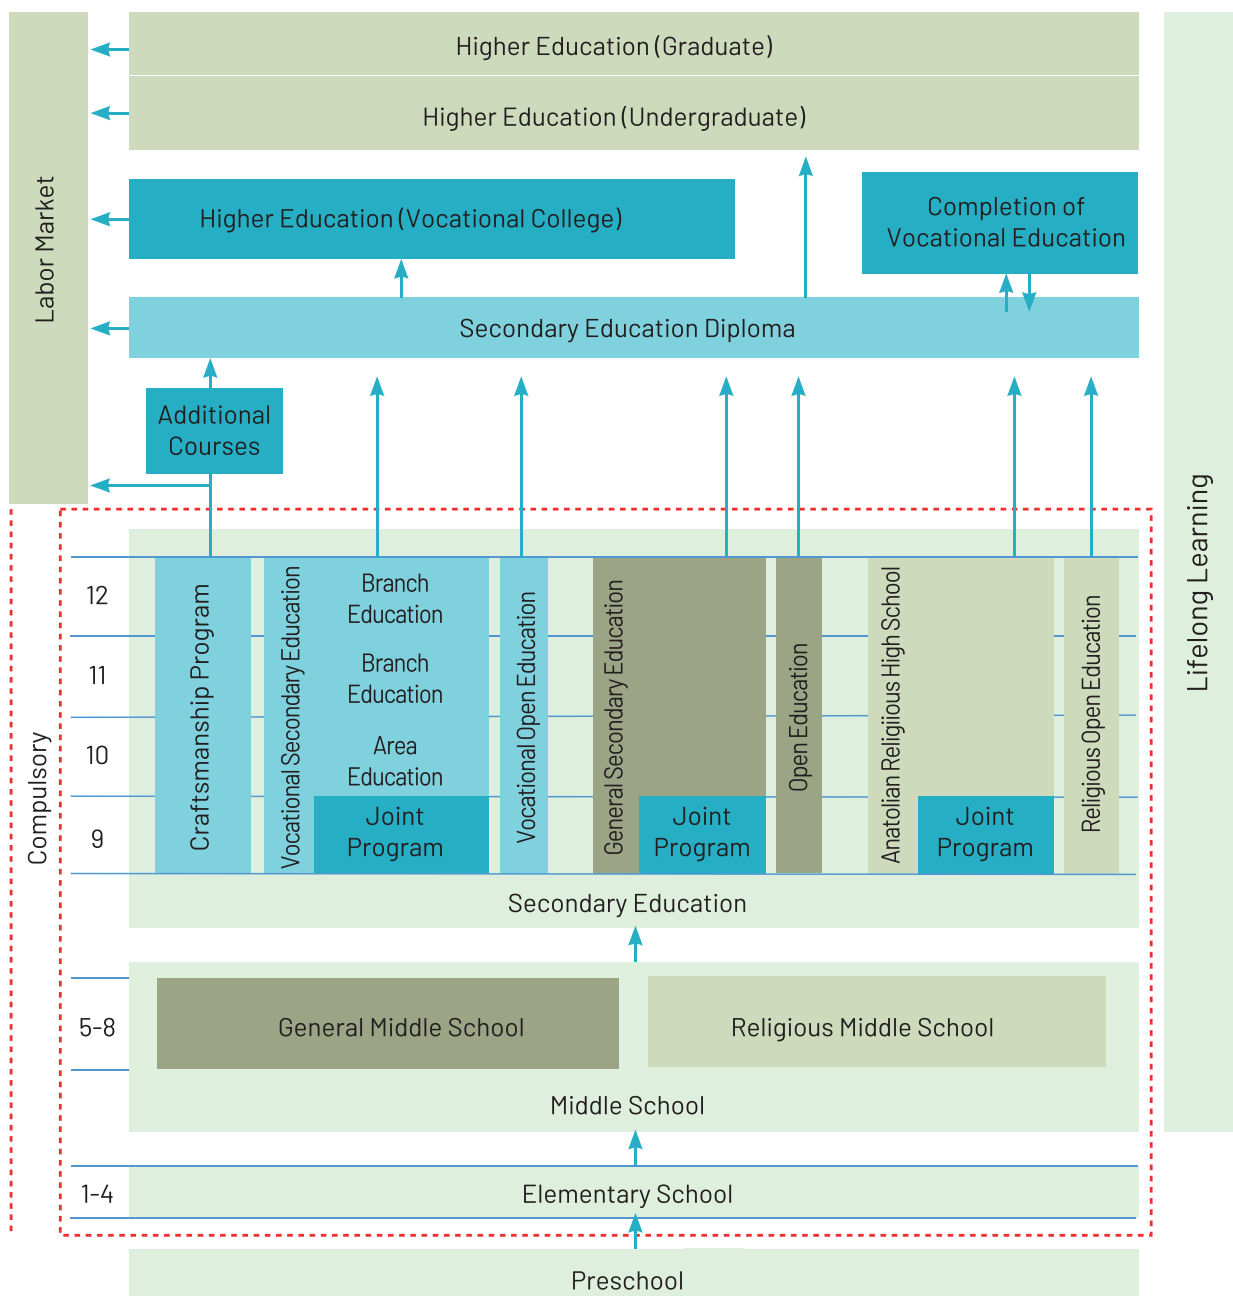 Higher Education (Graduate)
Higher Education (Undergraduate)
Labor Market
Higher Education (Vocational College)
Completion of
Vocational Education
Secondary Education Diploma
Additional
Courses
Lifelong Learning
Compulsory
12
11
10
9
Craftsmanship Program
Vocational Secondary Education
Branch
Education
Branch
Education
Area
Education
Joint
Program
Vocational Open Education
General Secondary Education
Joint
Program
Open Education
Anatolian Religiious High School
Joint
Program
Religious Open Education
Secondary Education
5-8
General Middle School
Religious Middle School
Middle School
1-4
Elementary School
Preschool